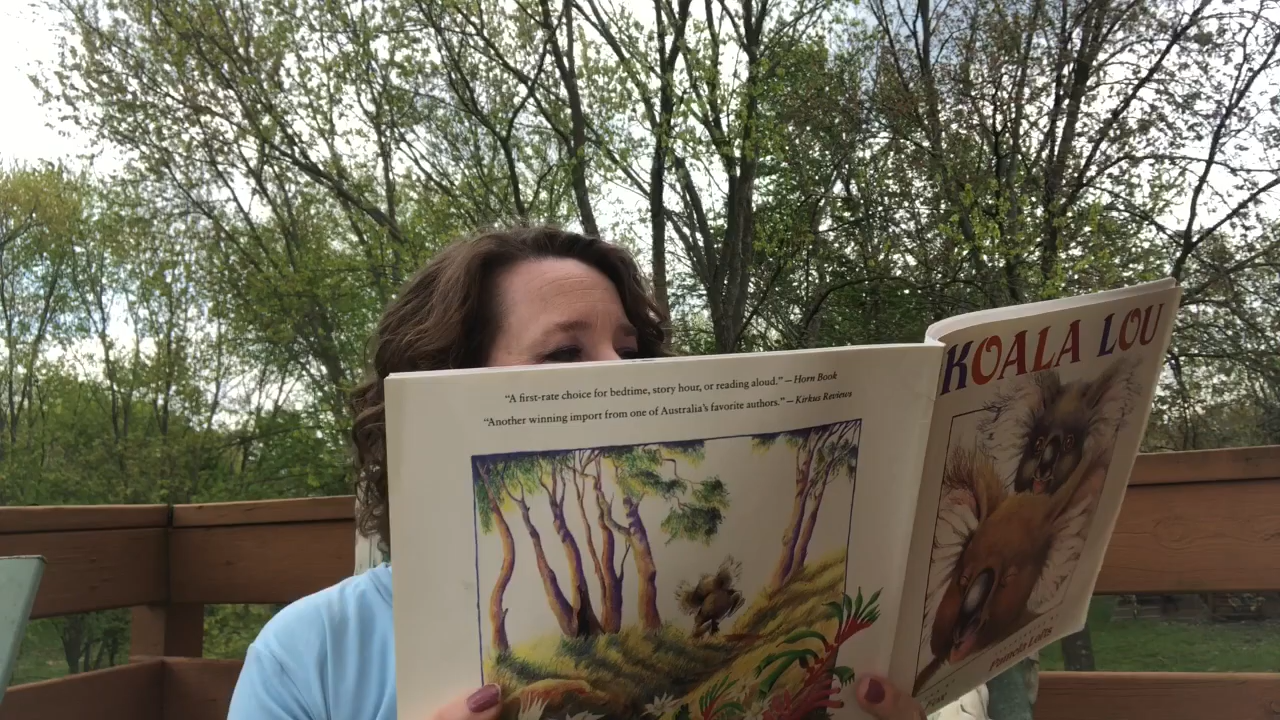 “A first-rate choice for bedtime, story hour, or reading aloud.” — Horn Book
“Another winning import from one of Australia’s favorite authors.” — Kirkus Reviews
KOALA LOU
Pamela Lofts